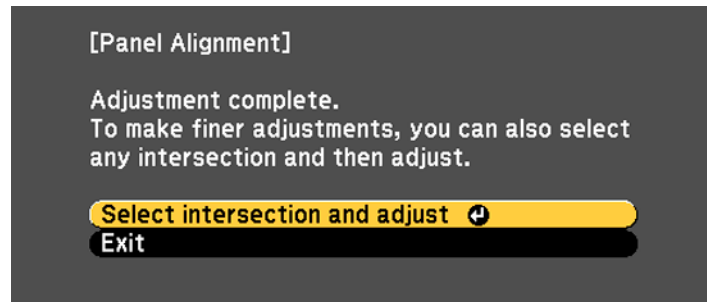 [Panel Alignment]
Adjustment complete.
To make finer adjustments, you can also select
any intersection and then adjust.
Select intersection and adjust
Exit